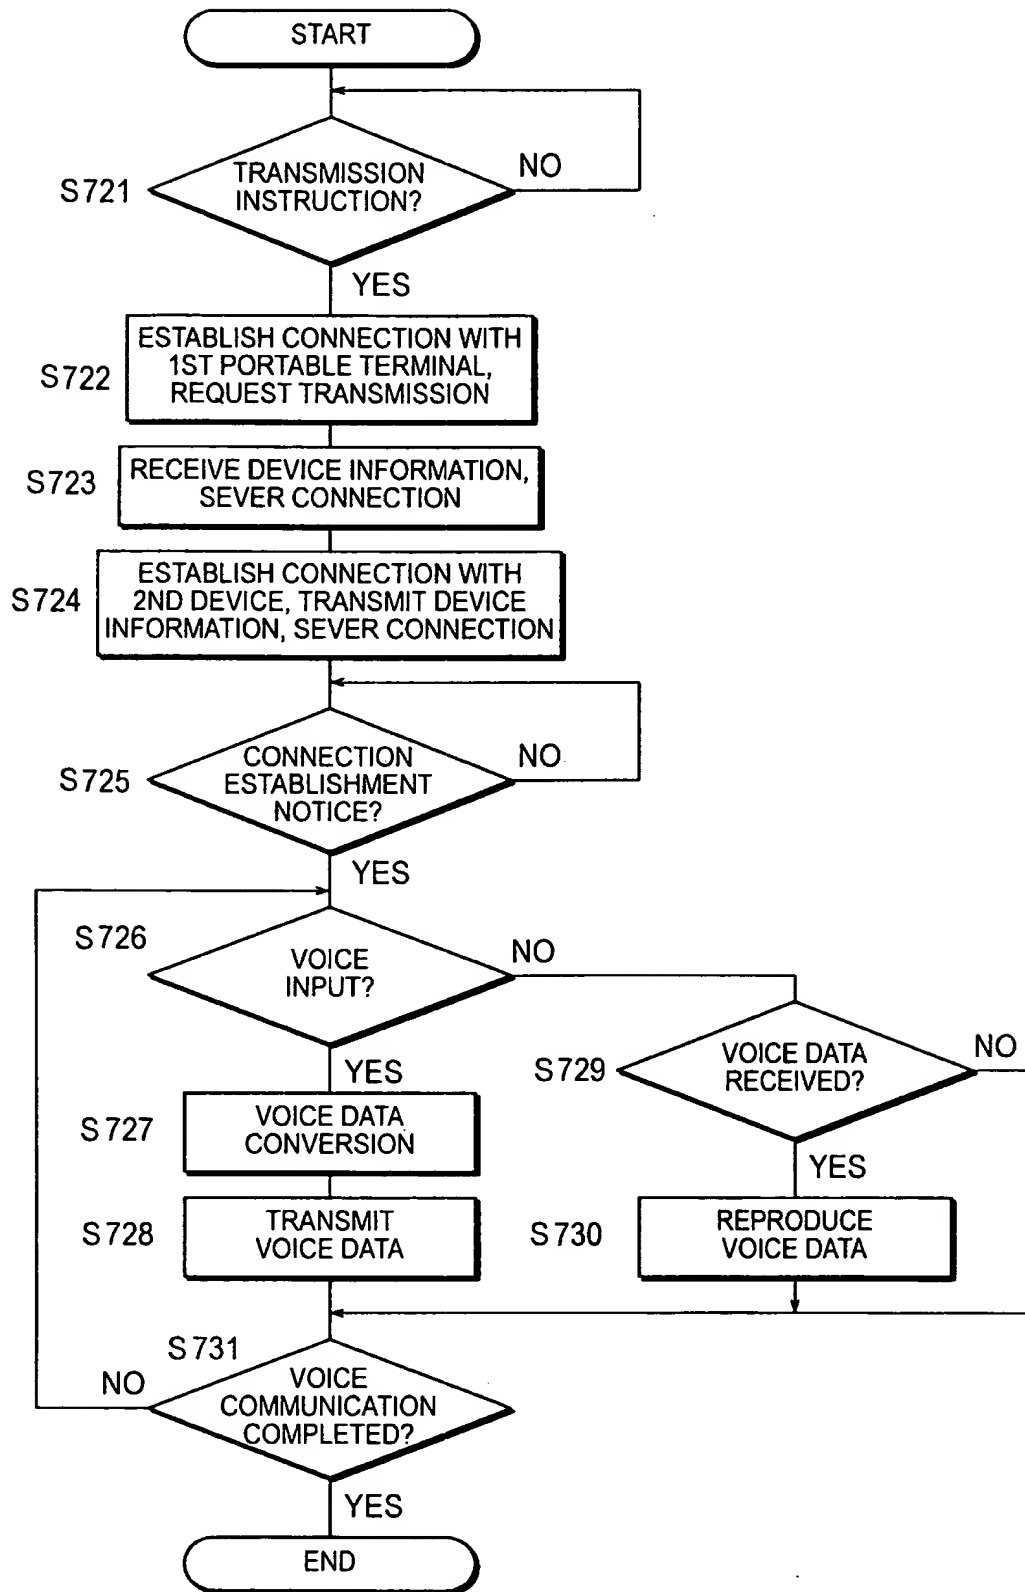 START
S721
TRANSMISSION
INSTRUCTION?
NO
YES
S722
ESTABLISH CONNECTION WITH
1ST PORTABLE TERMINAL,
REQUEST TRANSMISSION
S723
RECEIVE DEVICE INFORMATION,
SEVER CONNECTION
S724
ESTABLISH CONNECTION WITH
2ND DEVICE, TRANSMIT DEVICE
INFORMATION, SEVER CONNECTION
S725
CONNECTION
ESTABLISHMENT
NOTICE?
NO
YES
S726
VOICE
INPUT?
NO
YES
S729
VOICE DATA
RECEIVED?
NO
YES
S727
VOICE DATA
CONVERSION
S728
TRANSMIT
VOICE DATA
S730
REPRODUCE
VOICE DATA
S731
VOICE
COMMUNICATION
COMPLETED?
NO
YES
END